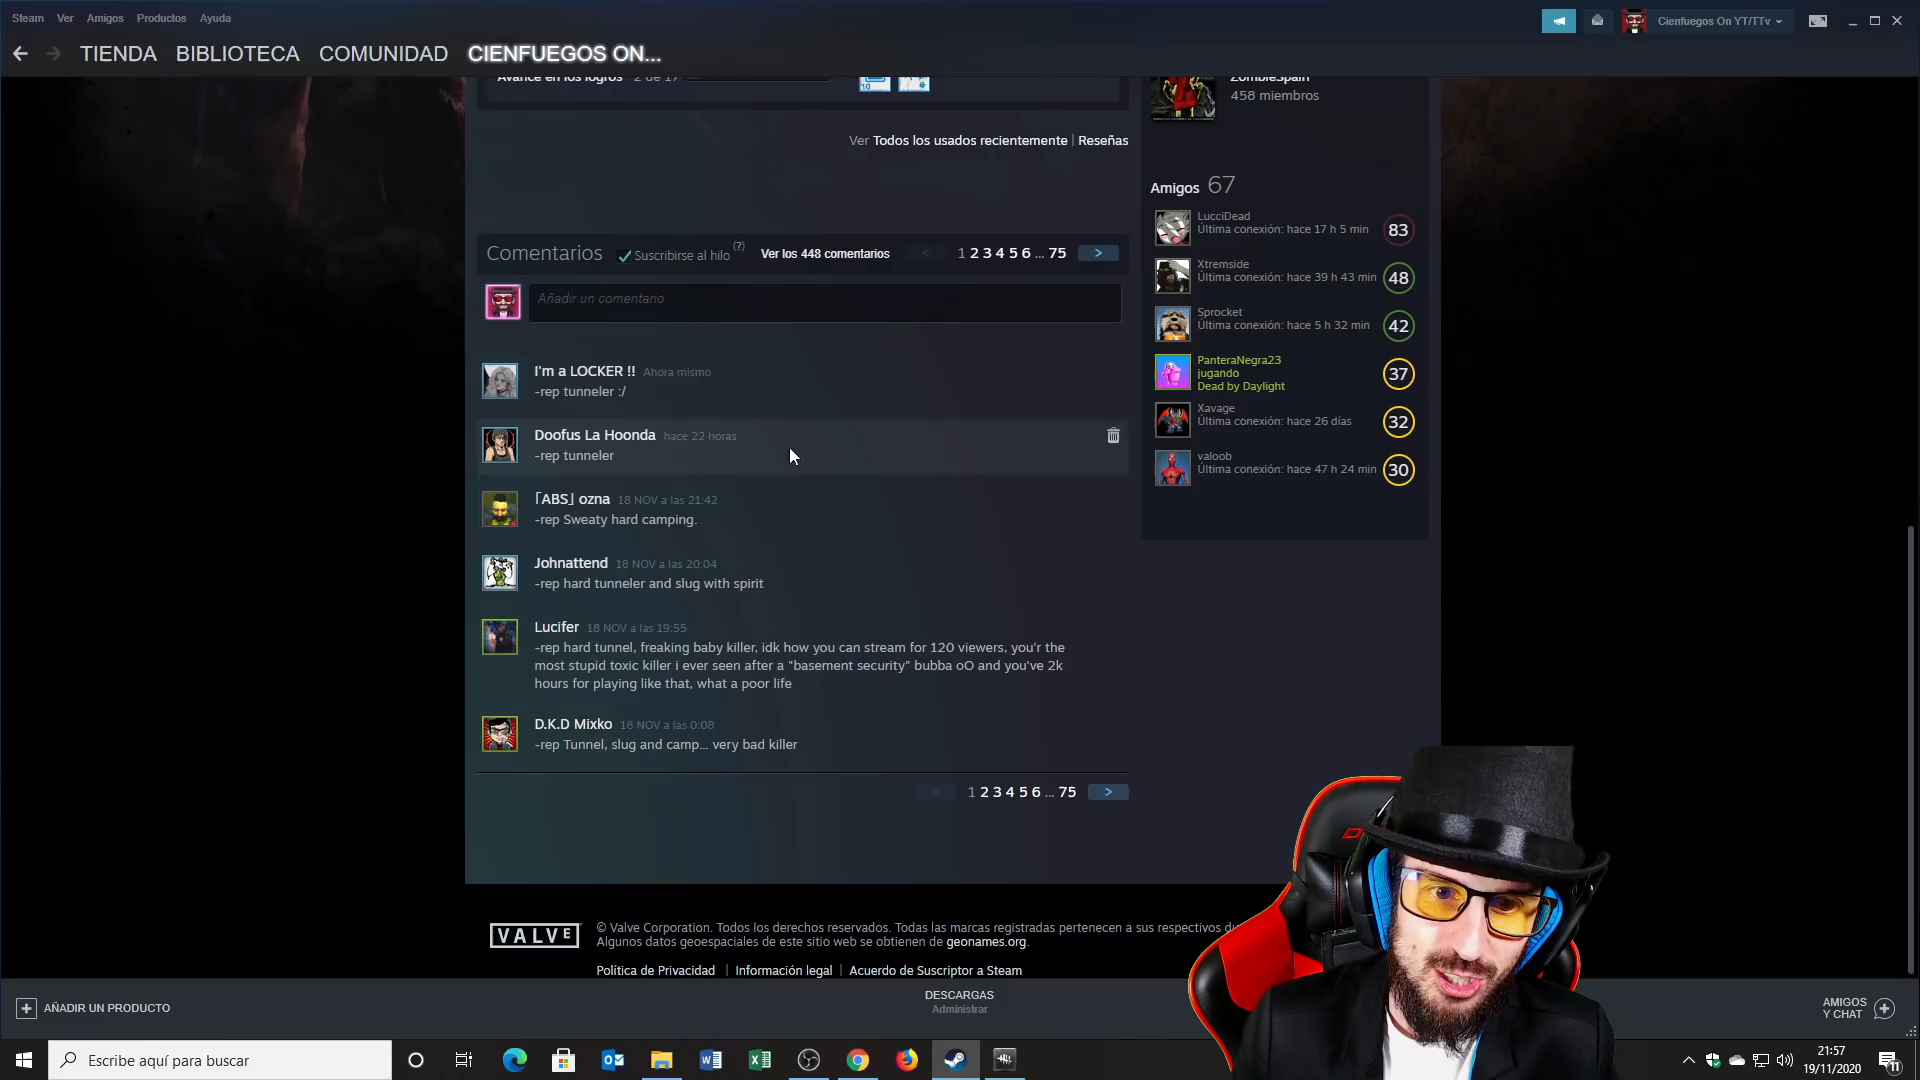 Steam Ver Amigos Productos Ayuda
Cienfuegos On YT/TTv
TIENDA BIBLIOTECA COMUNIDAD CIENFUEGOS ON...
Avance en los logros 2 de 17
10
ZombieSpain
458 miembros
Ver Todos los usados recientemente | Reseñas
Amigos 67
LucciDead
Última conexión: hace 17 h 5 min
83
Xtremside
Última conexión: hace 39 h 43 min
48
Sprocket
Última conexión: hace 5 h 32 min
42
PanteraNegra23
jugando
Dead by Daylight
37
Xavage
Última conexión: hace 26 días
32
valoob
Última conexión: hace 47 h 24 min
30
Comentarios Suscribirse al hilo (?) Ver los 448 comentarios < 1 2 3 4 5 6 ... 75 >
Añadir un comentario
I'm a LOCKER !! Ahora mismo
-rep tunneler :/
Doofus La Hoonda hace 22 horas
-rep tunneler
「ABS」 ozna 18 NOV a las 21:42
-rep Sweaty hard camping.
Johnattend 18 NOV a las 20:04
-rep hard tunneler and slug with spirit
Lucifer 18 NOV a las 19:55
-rep hard tunnel, freaking baby killer, idk how you can stream for 120 viewers, you'r the
most stupid toxic killer i ever seen after a "basement security" bubba oO and you've 2k
hours for playing like that, what a poor life
D.K.D Mixko 18 NOV a las 0:08
-rep Tunnel, slug and camp... very bad killer
< 1 2 3 4 5 6 ... 75 >
VALVE
© Valve Corporation. Todos los derechos reservados. Todas las marcas registradas pertenecen a sus respectivos
Algunos datos geoespaciales de este sitio web se obtienen de geonames.org.
Política de Privacidad | Información legal | Acuerdo de Suscriptor a Steam
AÑADIR UN PRODUCTO
DESCARGAS
Administrar
AMIGOS
Y CHAT
Escribe aquí para buscar
21:57
19/11/2020
11